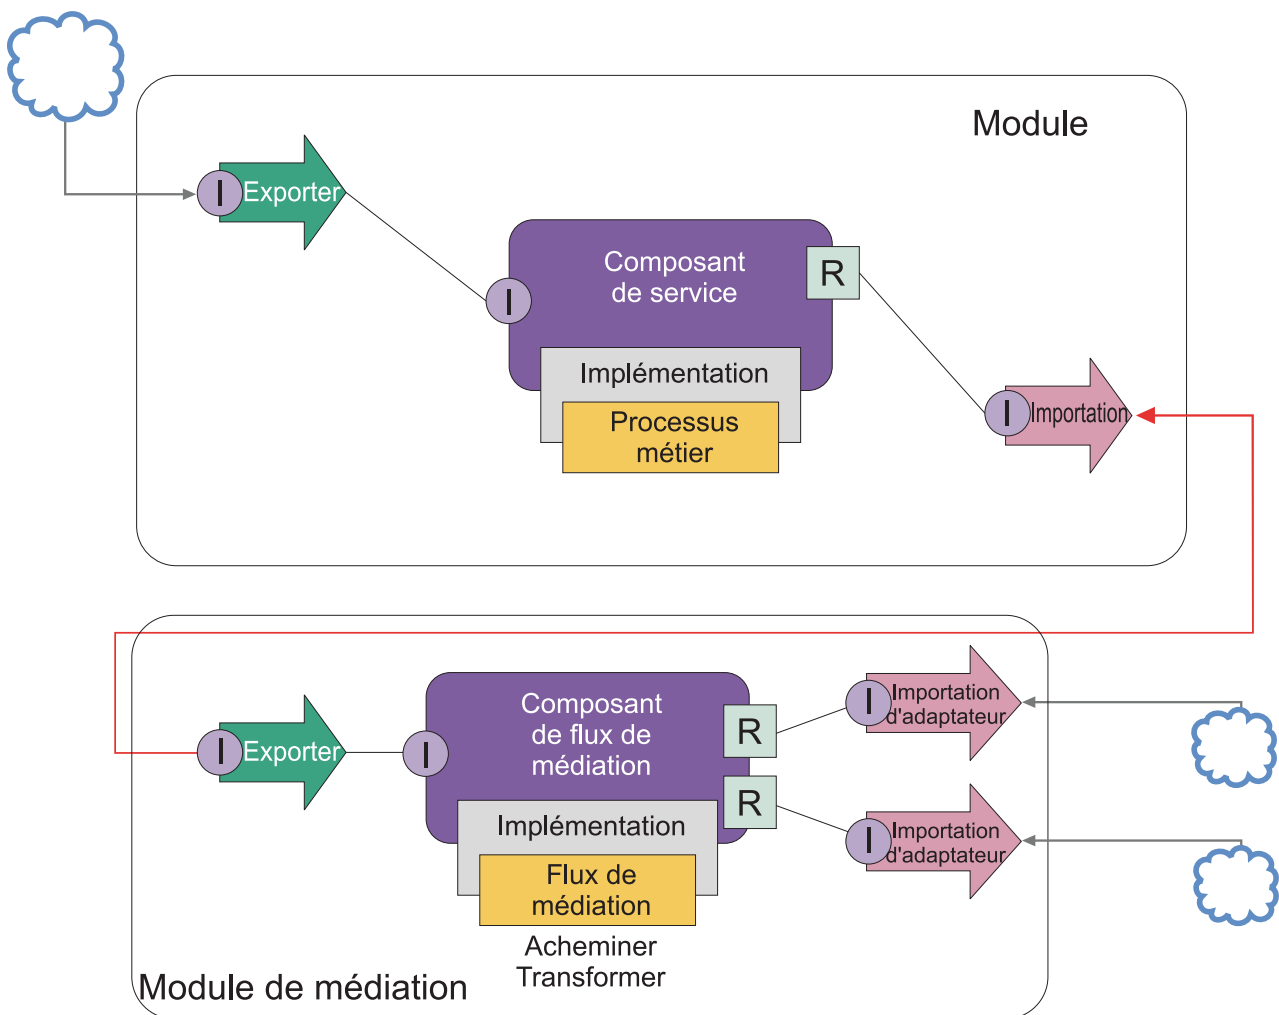 Module
I
Exporter
Composant
de service
R
I
Implémentation
Processus
métier
I
Importation
Composant
de flux de
médiation
R
I
Importation
d'adaptateur
I
Exporter
I
R
Implémentation
I
Importation
d'adaptateur
Flux de
médiation
Acheminer
Transformer
Module de médiation